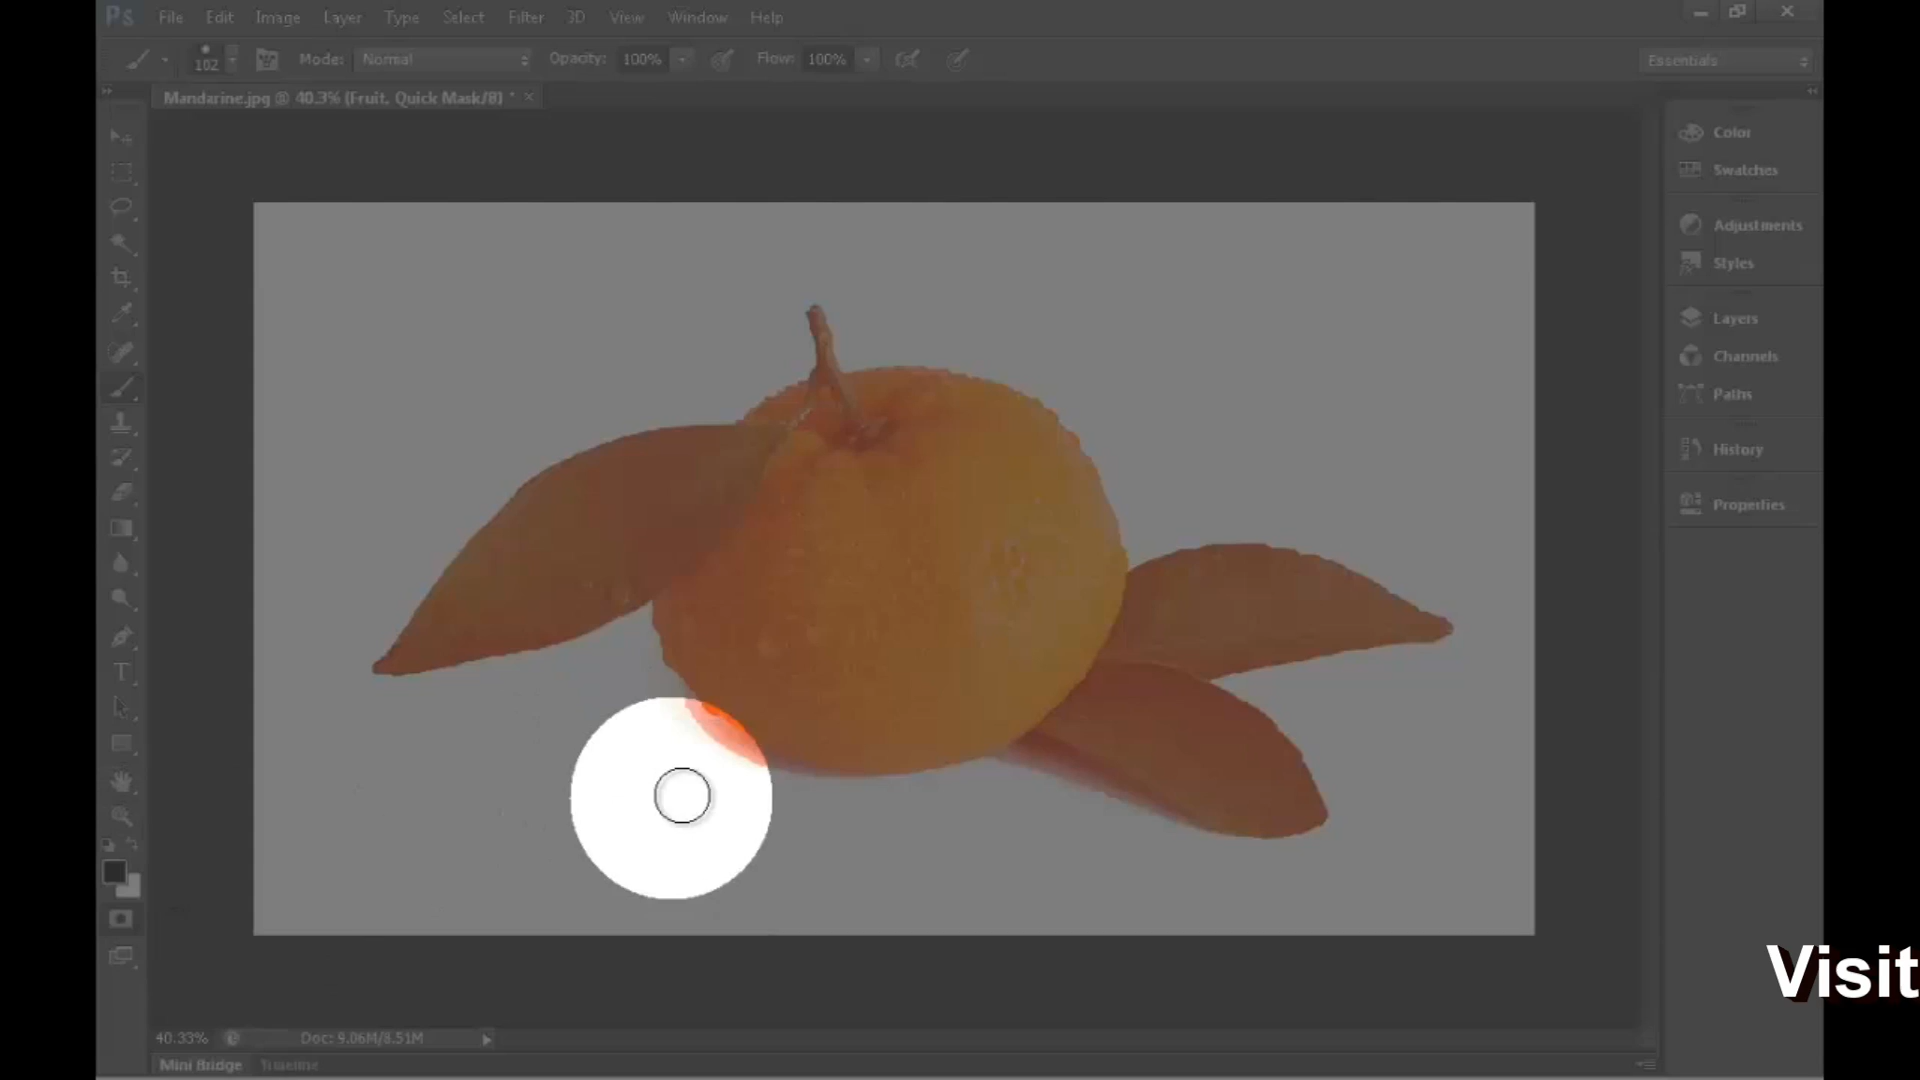 Ps File Edit Image Layer Type Select Filter 3D View Window Help
102 Mode: Normal Opacity: 100% Flow: 100% Essentials
Mandarine.jpg @ 40.3% (Fruit, Quick Mask/8) * ×
Color
Swatches
Adjustments
Styles
Layers
Channels
Paths
History
Properties
Visit
40.33% Doc: 9.06M/8.51M
Mini Bridge Timeline